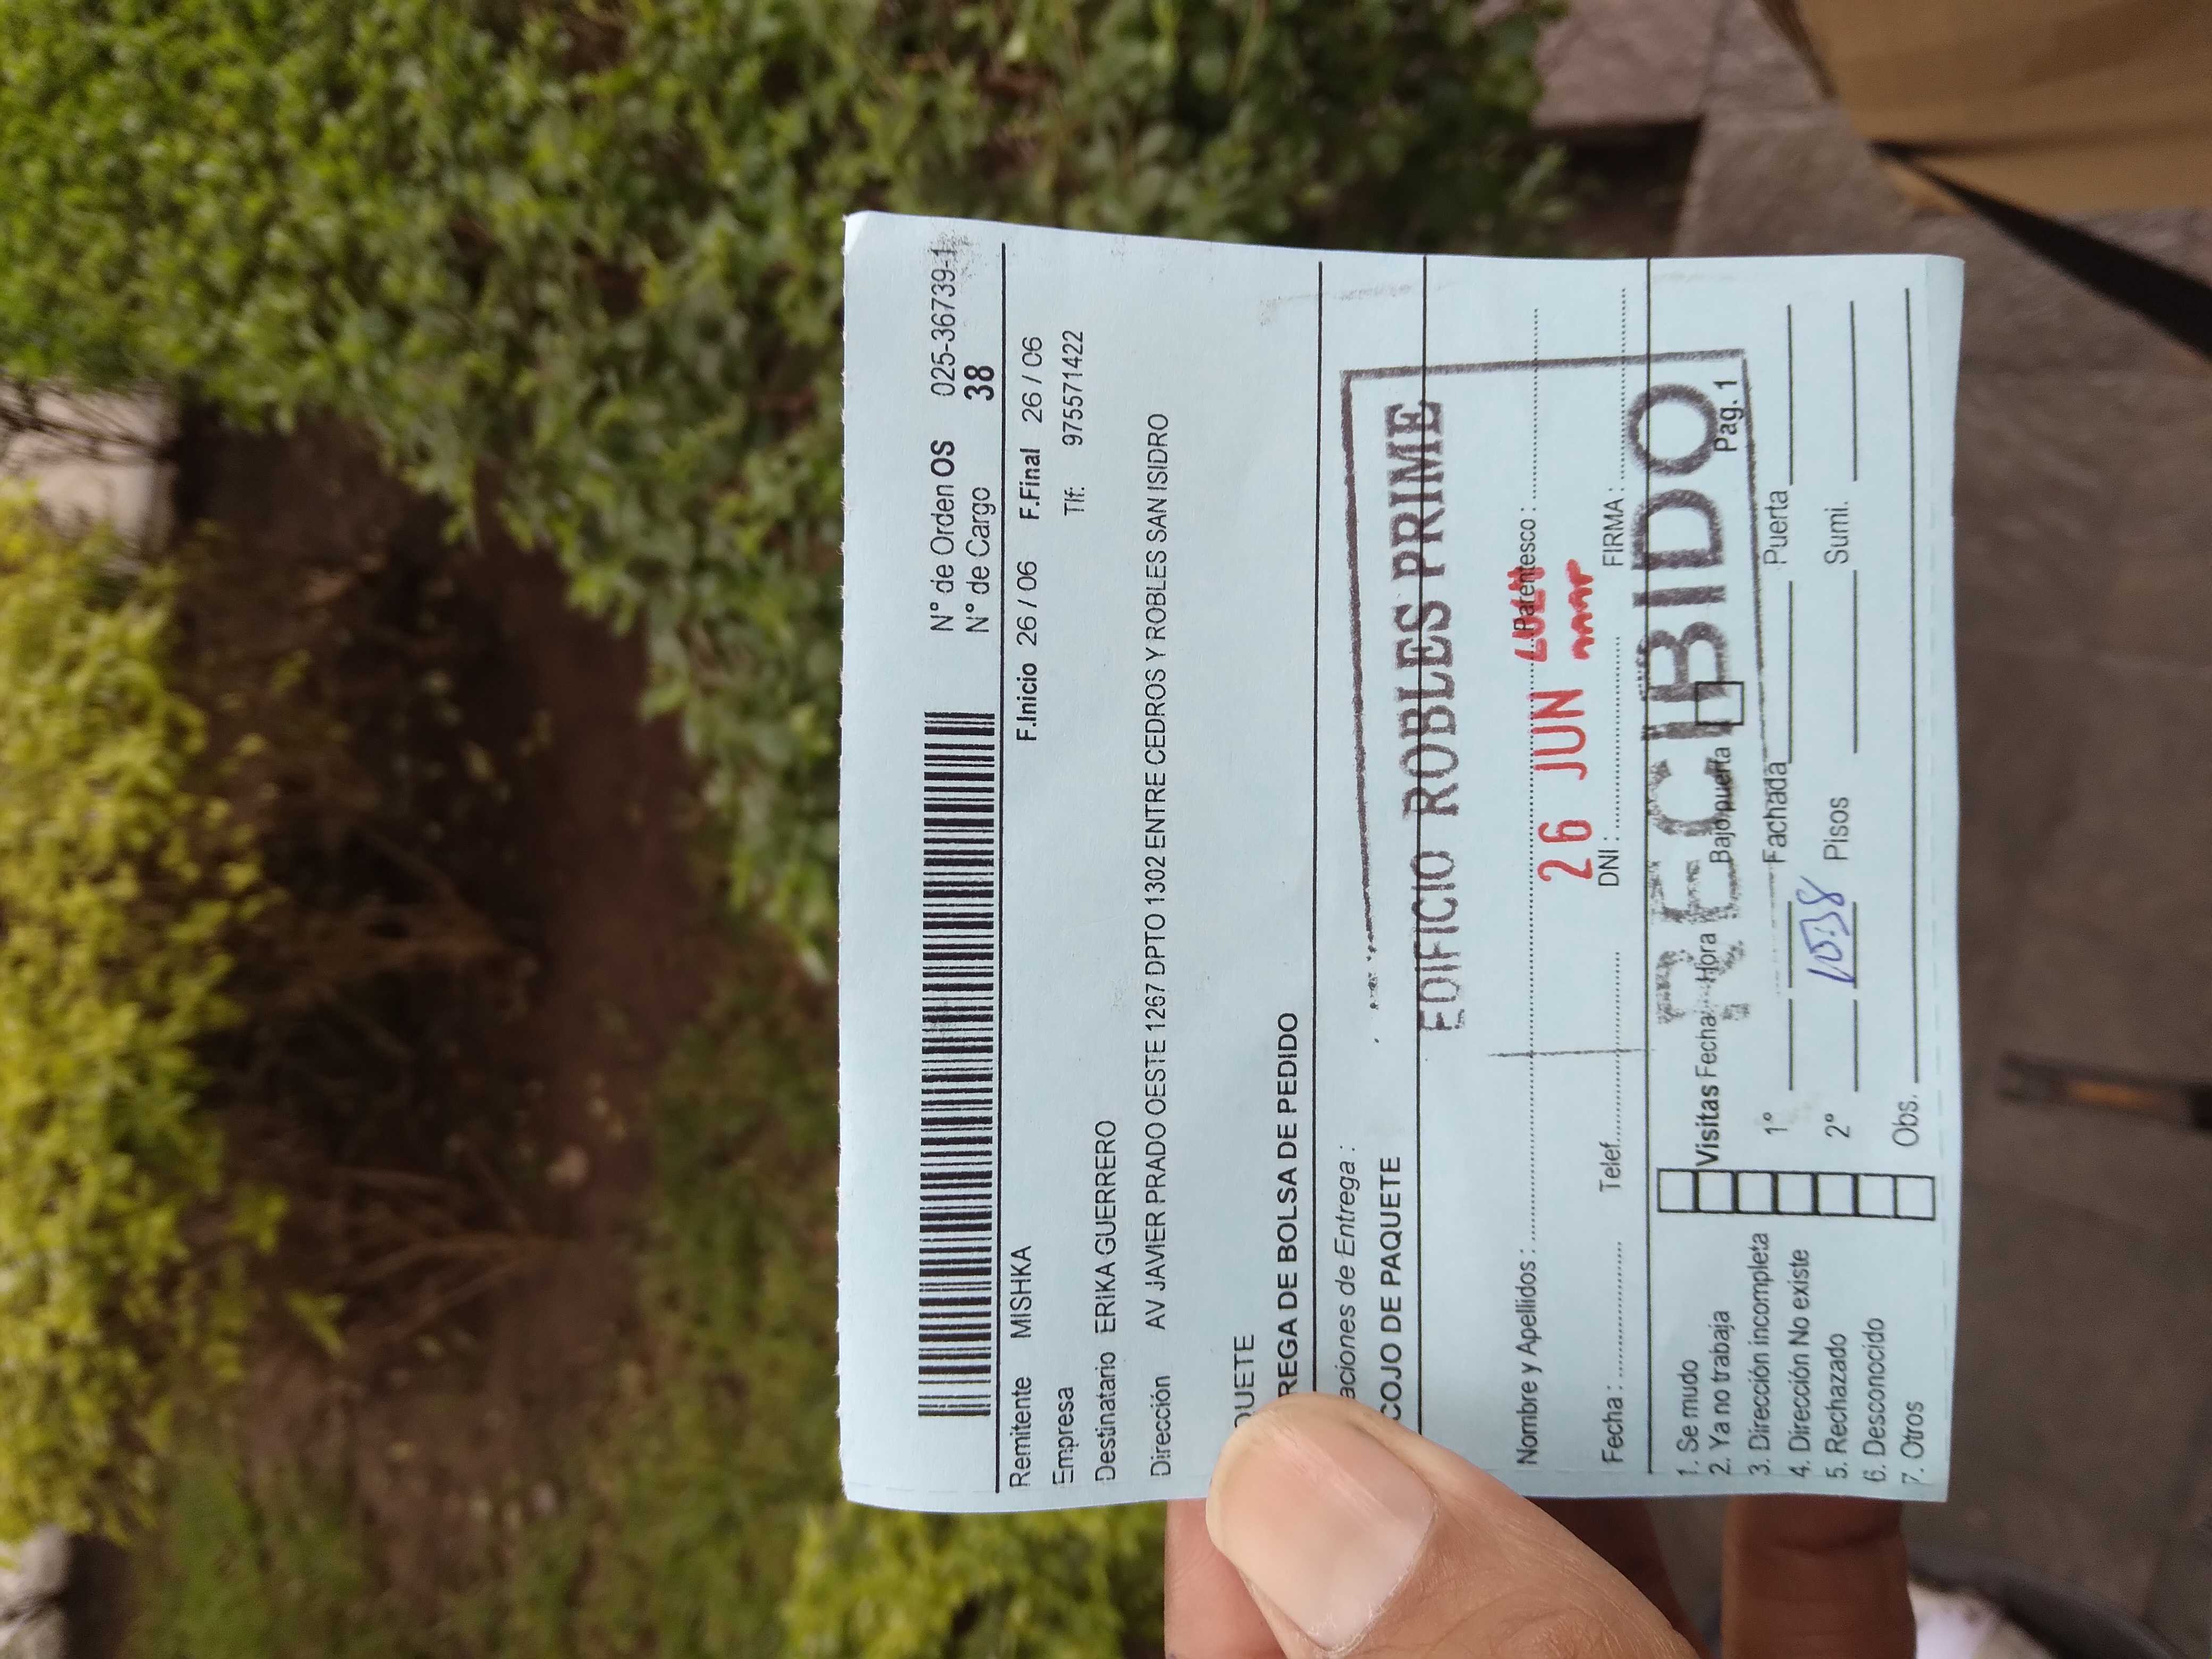 N° de Orden OS 025-36739-1
N° de Cargo 38
F.Inicio 26 / 06 F.Final 26 / 06
Remitente MISHKA
Empresa Tlf: 975571422
Destinatario ERIKA GUERRERO
Dirección AV JAVIER PRADO OESTE 1267 DPTO 1302 ENTRE CEDROS Y ROBLES SAN ISIDRO
QUETE
REGA DE BOLSA DE PEDIDO
aciones de Entrega :
COJO DE PAQUETE
EDIFICIO ROBLES PRIME
Nombre y Apellidos : Parentesco :
26 JUN
Fecha : Telef. DNI : FIRMA :
RECIBIDO
1. Se mudo
2. Ya no trabaja Visitas Fecha Hora Bajo puerta Pag. 1
3. Dirección incompleta 1° Fachada Puerta
4. Dirección No existe
5. Rechazado 2° 10:38 Pisos Sumi.
6. Desconocido
7. Otros Obs.